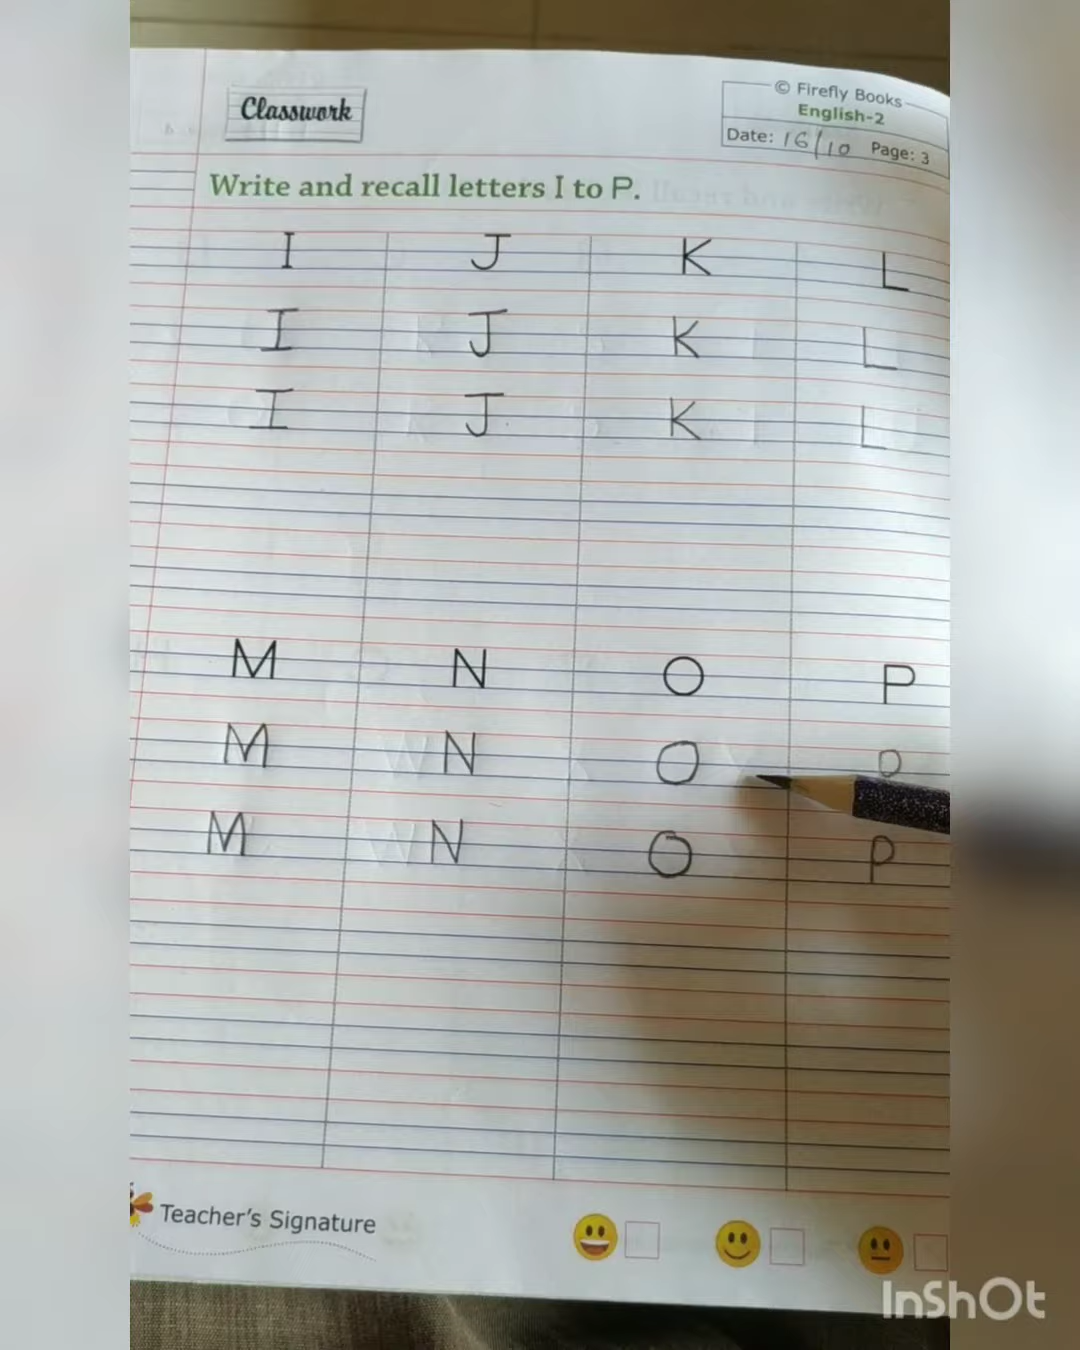 Classwork
© Firefly Books
English-2
Date: 16/10 Page: 3
Write and recall letters I to P.
I J K L
I J K L
I J K L
M N O P
M N O P
M N O P
Teacher's Signature
InShOt